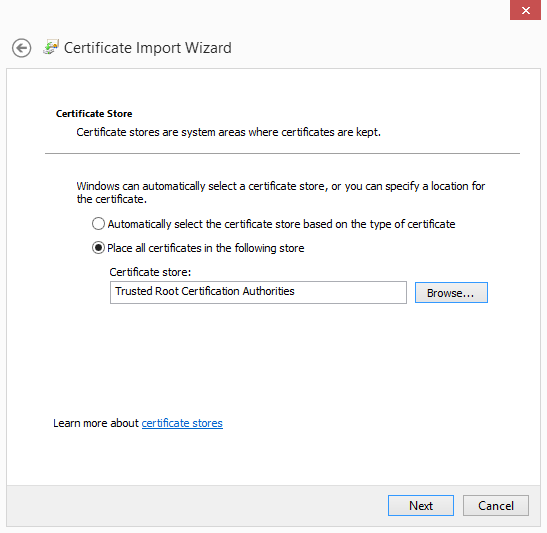 Certificate Import Wizard
Certificate Store
Certificate stores are system areas where certificates are kept.
Windows can automatically select a certificate store, or you can specify a location for
the certificate.
Automatically select the certificate store based on the type of certificate
Place all certificates in the following store
Certificate store:
Trusted Root Certification Authorities
Browse...
Learn more about certificate stores
Next
Cancel